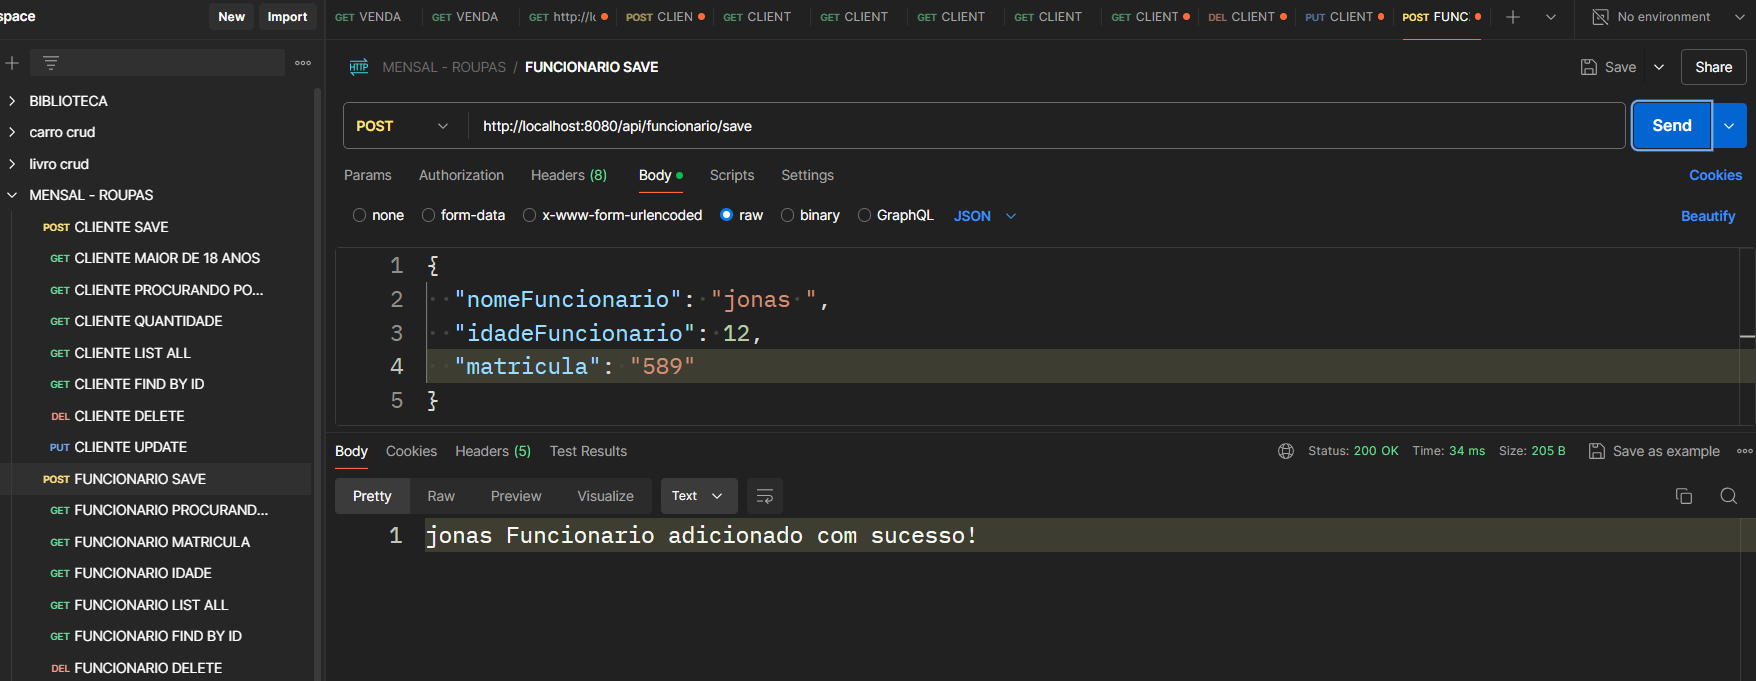 space
New
Import
GET VENDA
GET VENDA
GET http://l
POST CLIEN
GET CLIENT
GET CLIENT
GET CLIENT
GET CLIENT
GET CLIENT
DEL CLIENT
PUT CLIENT
POST FUNC
No environment
HTTP MENSAL - ROUPAS / FUNCIONARIO SAVE
Save
Share
BIBLIOTECA
carro crud
livro crud
MENSAL - ROUPAS
POST CLIENTE SAVE
GET CLIENTE MAIOR DE 18 ANOS
GET CLIENTE PROCURANDO PO...
GET CLIENTE QUANTIDADE
GET CLIENTE LIST ALL
GET CLIENTE FIND BY ID
DEL CLIENTE DELETE
PUT CLIENTE UPDATE
POST FUNCIONARIO SAVE
GET FUNCIONARIO PROCURAND...
GET FUNCIONARIO MATRICULA
GET FUNCIONARIO IDADE
GET FUNCIONARIO LIST ALL
GET FUNCIONARIO FIND BY ID
DEL FUNCIONARIO DELETE
POST
http://localhost:8080/api/funcionario/save
Send
Params
Authorization
Headers (8)
Body
Scripts
Settings
Cookies
none
form-data
x-www-form-urlencoded
raw
binary
GraphQL
JSON
Beautify
1 {
2 "nomeFuncionario": "jonas ",
3 "idadeFuncionario": 12,
4 "matricula": "589"
5 }
Body
Cookies
Headers (5)
Test Results
Status: 200 OK
Time: 34 ms
Size: 205 B
Save as example
Pretty
Raw
Preview
Visualize
Text
1 jonas Funcionario adicionado com sucesso!